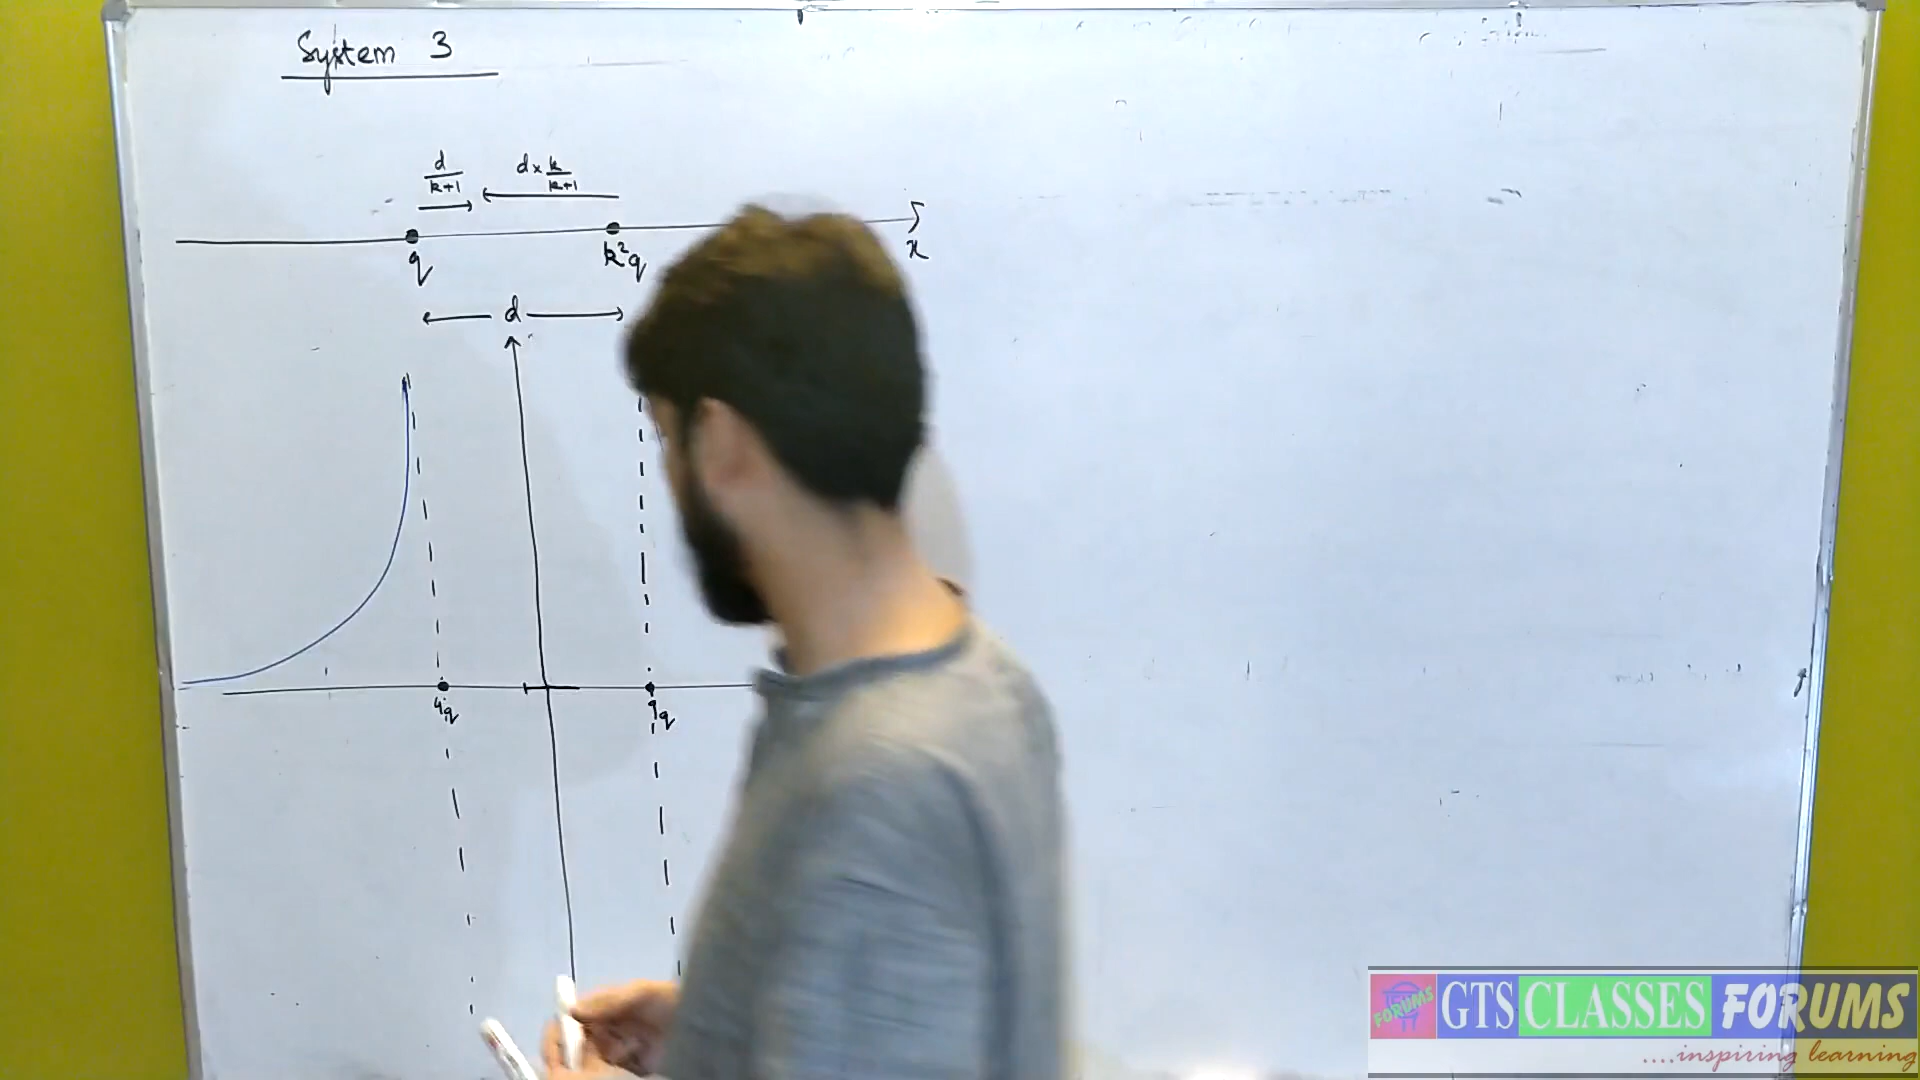 System 3
d/k+1 d×k/k+1
q k²q x
d
4q 9q
FORUMS GTS CLASSES FORUMS
....inspiring learning